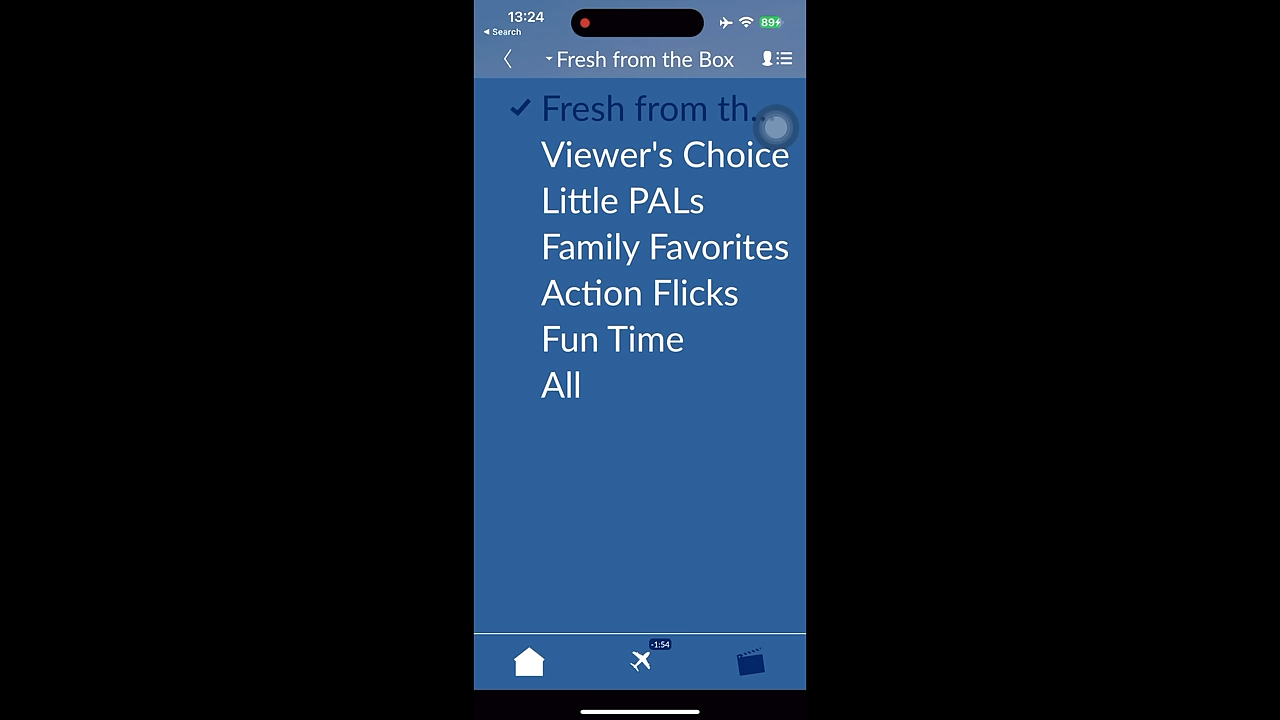 13:24
◀ Search
89
Fresh from the Box
Fresh from th...
Viewer's Choice
Little PALs
Family Favorites
Action Flicks
Fun Time
All
-1:54